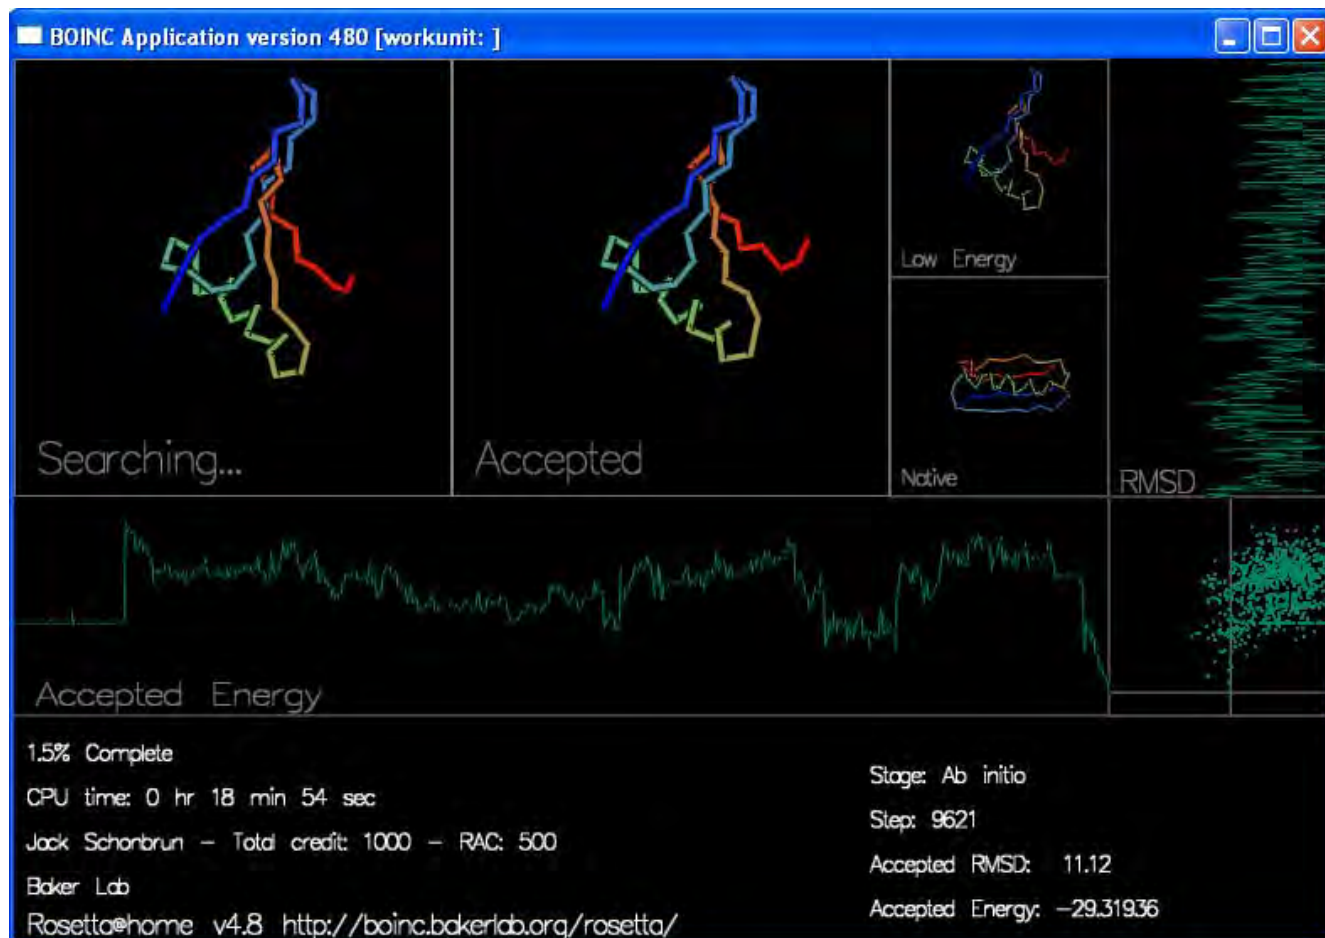 BOINC Application version 480 [workunit: ]
Searching...
Accepted
Low Energy
Native
RMSD
Accepted Energy
1.5% Complete
CPU time: 0 hr 18 min 54 sec
Jack Schonbrun - Total credit: 1000 - RAC: 500
Baker Lab
Rosetta@home v4.8 http://boinc.bakerlab.org/rosetta/
Stage: Ab initio
Step: 9621
Accepted RMSD: 11.12
Accepted Energy: -29.31936